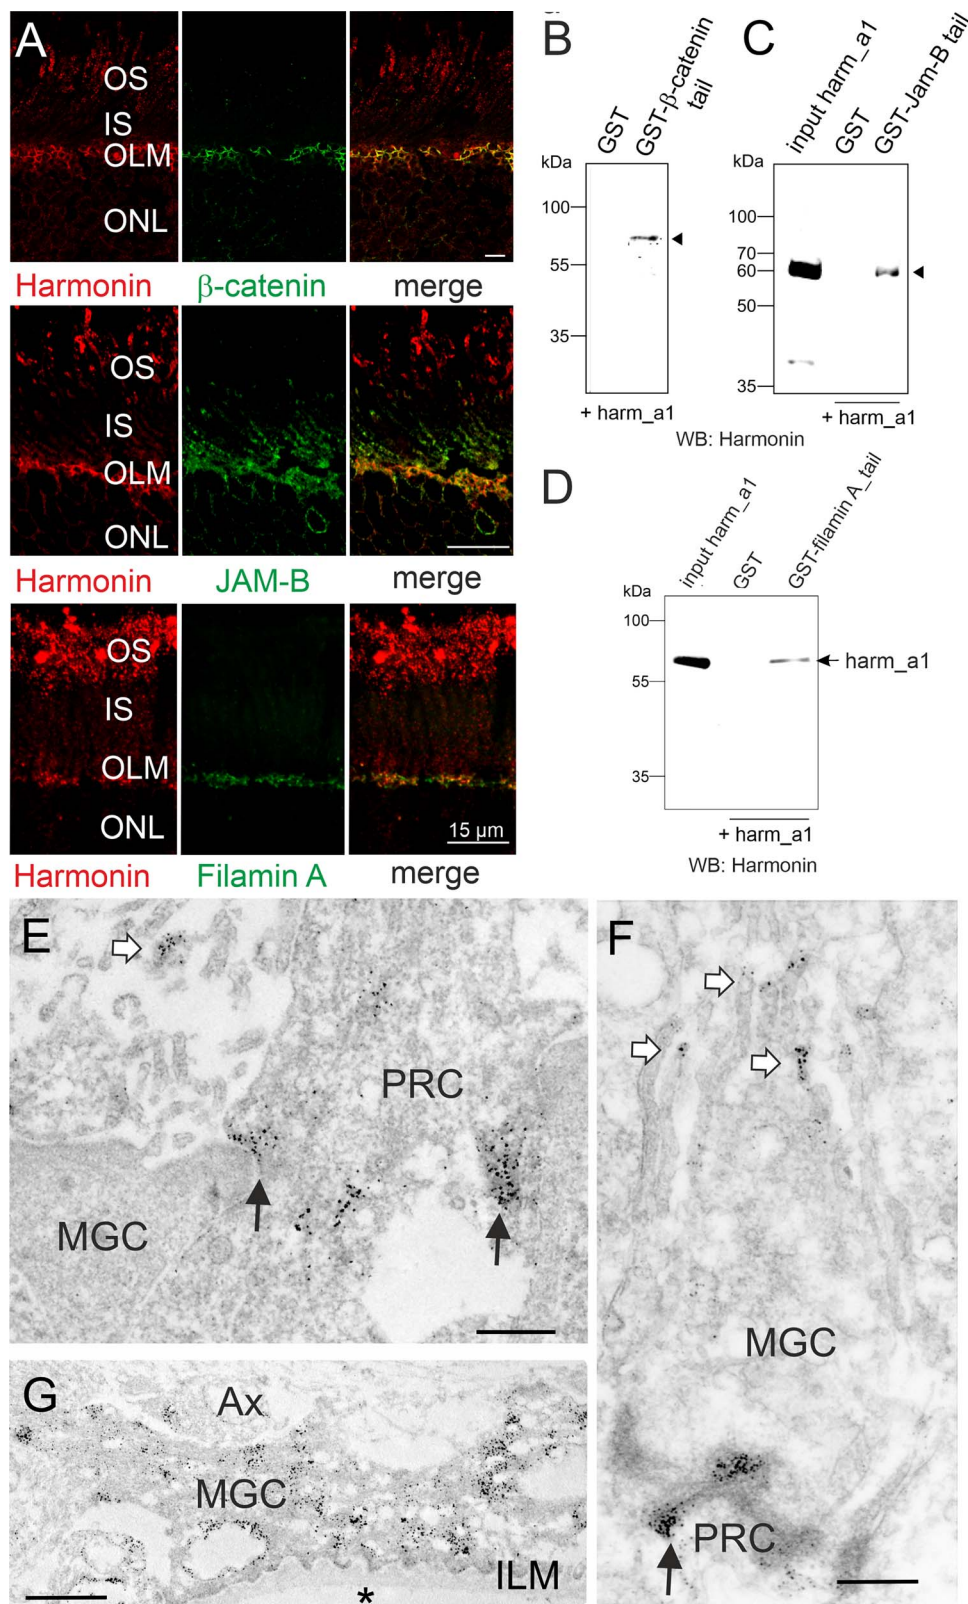 A
OS
IS
OLM
ONL
Harmonin β-catenin merge
OS
IS
OLM
ONL
Harmonin JAM-B merge
OS
IS
OLM
ONL
15 µm
Harmonin Filamin A merge
B
GST
GST-β-catenin
tail
kDa
100
55
35
+ harm_a1
C
input harm_a1
GST
GST-Jam-B tail
kDa
100
70
60
50
35
+ harm_a1
WB: Harmonin
D
input harm_a1
GST
GST-filamin A_tail
kDa
100
55
35
harm_a1
+ harm_a1
WB: Harmonin
E
PRC
MGC
F
MGC
PRC
G
Ax
MGC
ILM
*